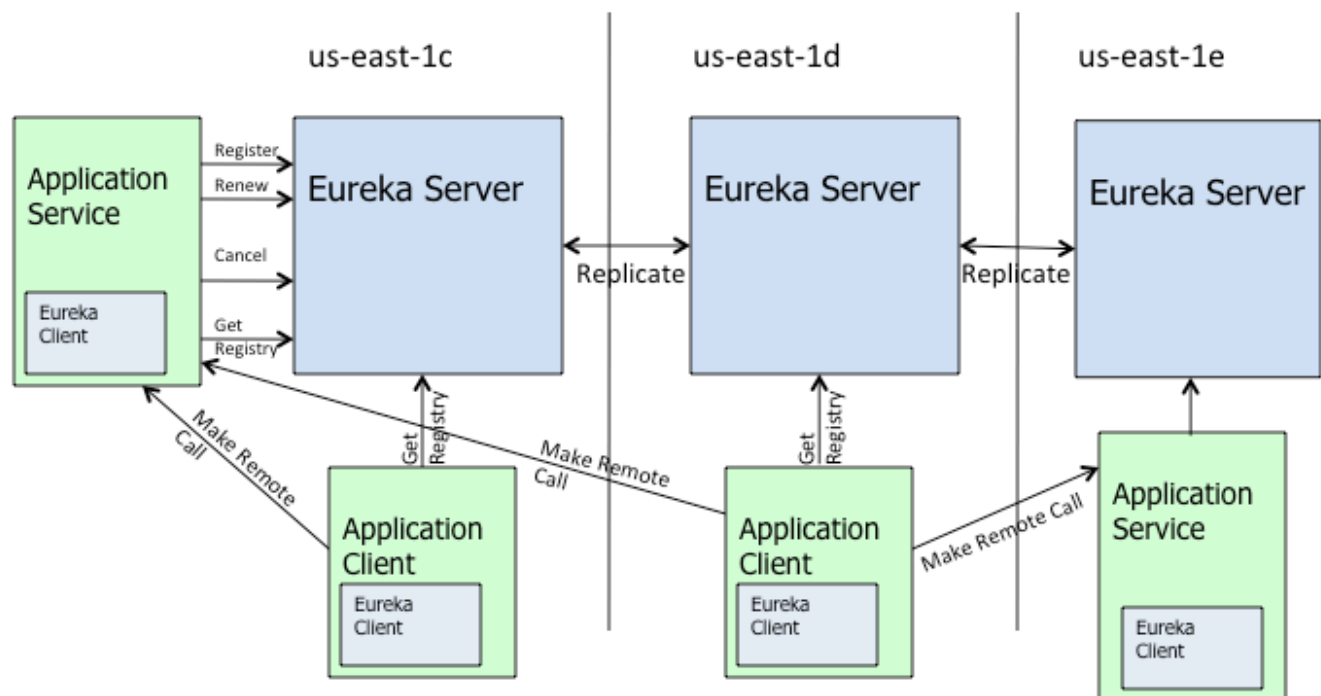 us-east-1c
us-east-1d
us-east-1e
Application
Service
Eureka
Client
Register
Renew
Cancel
Get
Registry
Eureka Server
Replicate
Eureka Server
Replicate
Eureka Server
Make Remote
Call
Get
Registry
Make Remote
Call
Get
Registry
Make Remote Call
Application
Client
Eureka
Client
Application
Client
Eureka
Client
Application
Service
Eureka
Client